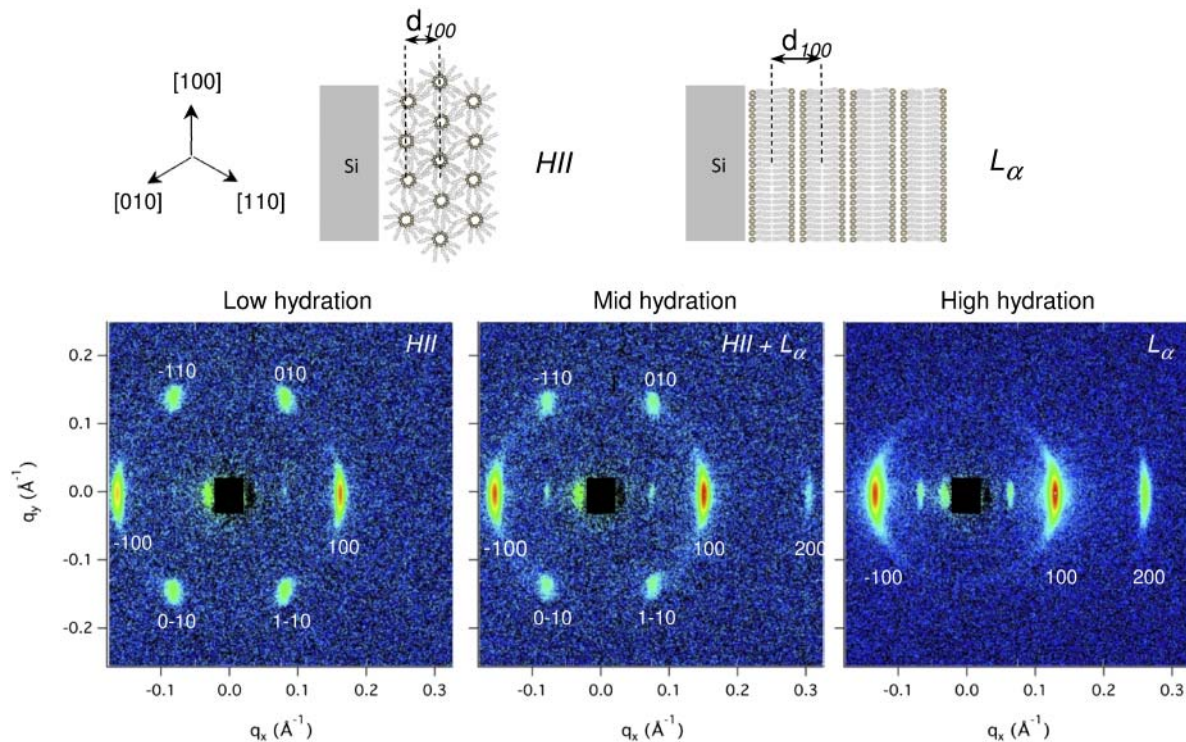 d100
d100
[100]
[010]
[110]
Si
HII
Si
Lα
Low hydration
Mid hydration
High hydration
HII
HII + Lα
Lα
-110
010
-100
100
0-10
1-10
-110
010
-100
100
200
0-10
1-10
-100
100
200
0.2
0.1
0.0
-0.1
-0.2
qy (Å-1)
-0.1 0.0 0.1 0.2 0.3
-0.1 0.0 0.1 0.2 0.3
-0.1 0.0 0.1 0.2 0.3
qx (Å-1)
qx (Å-1)
qx (Å-1)